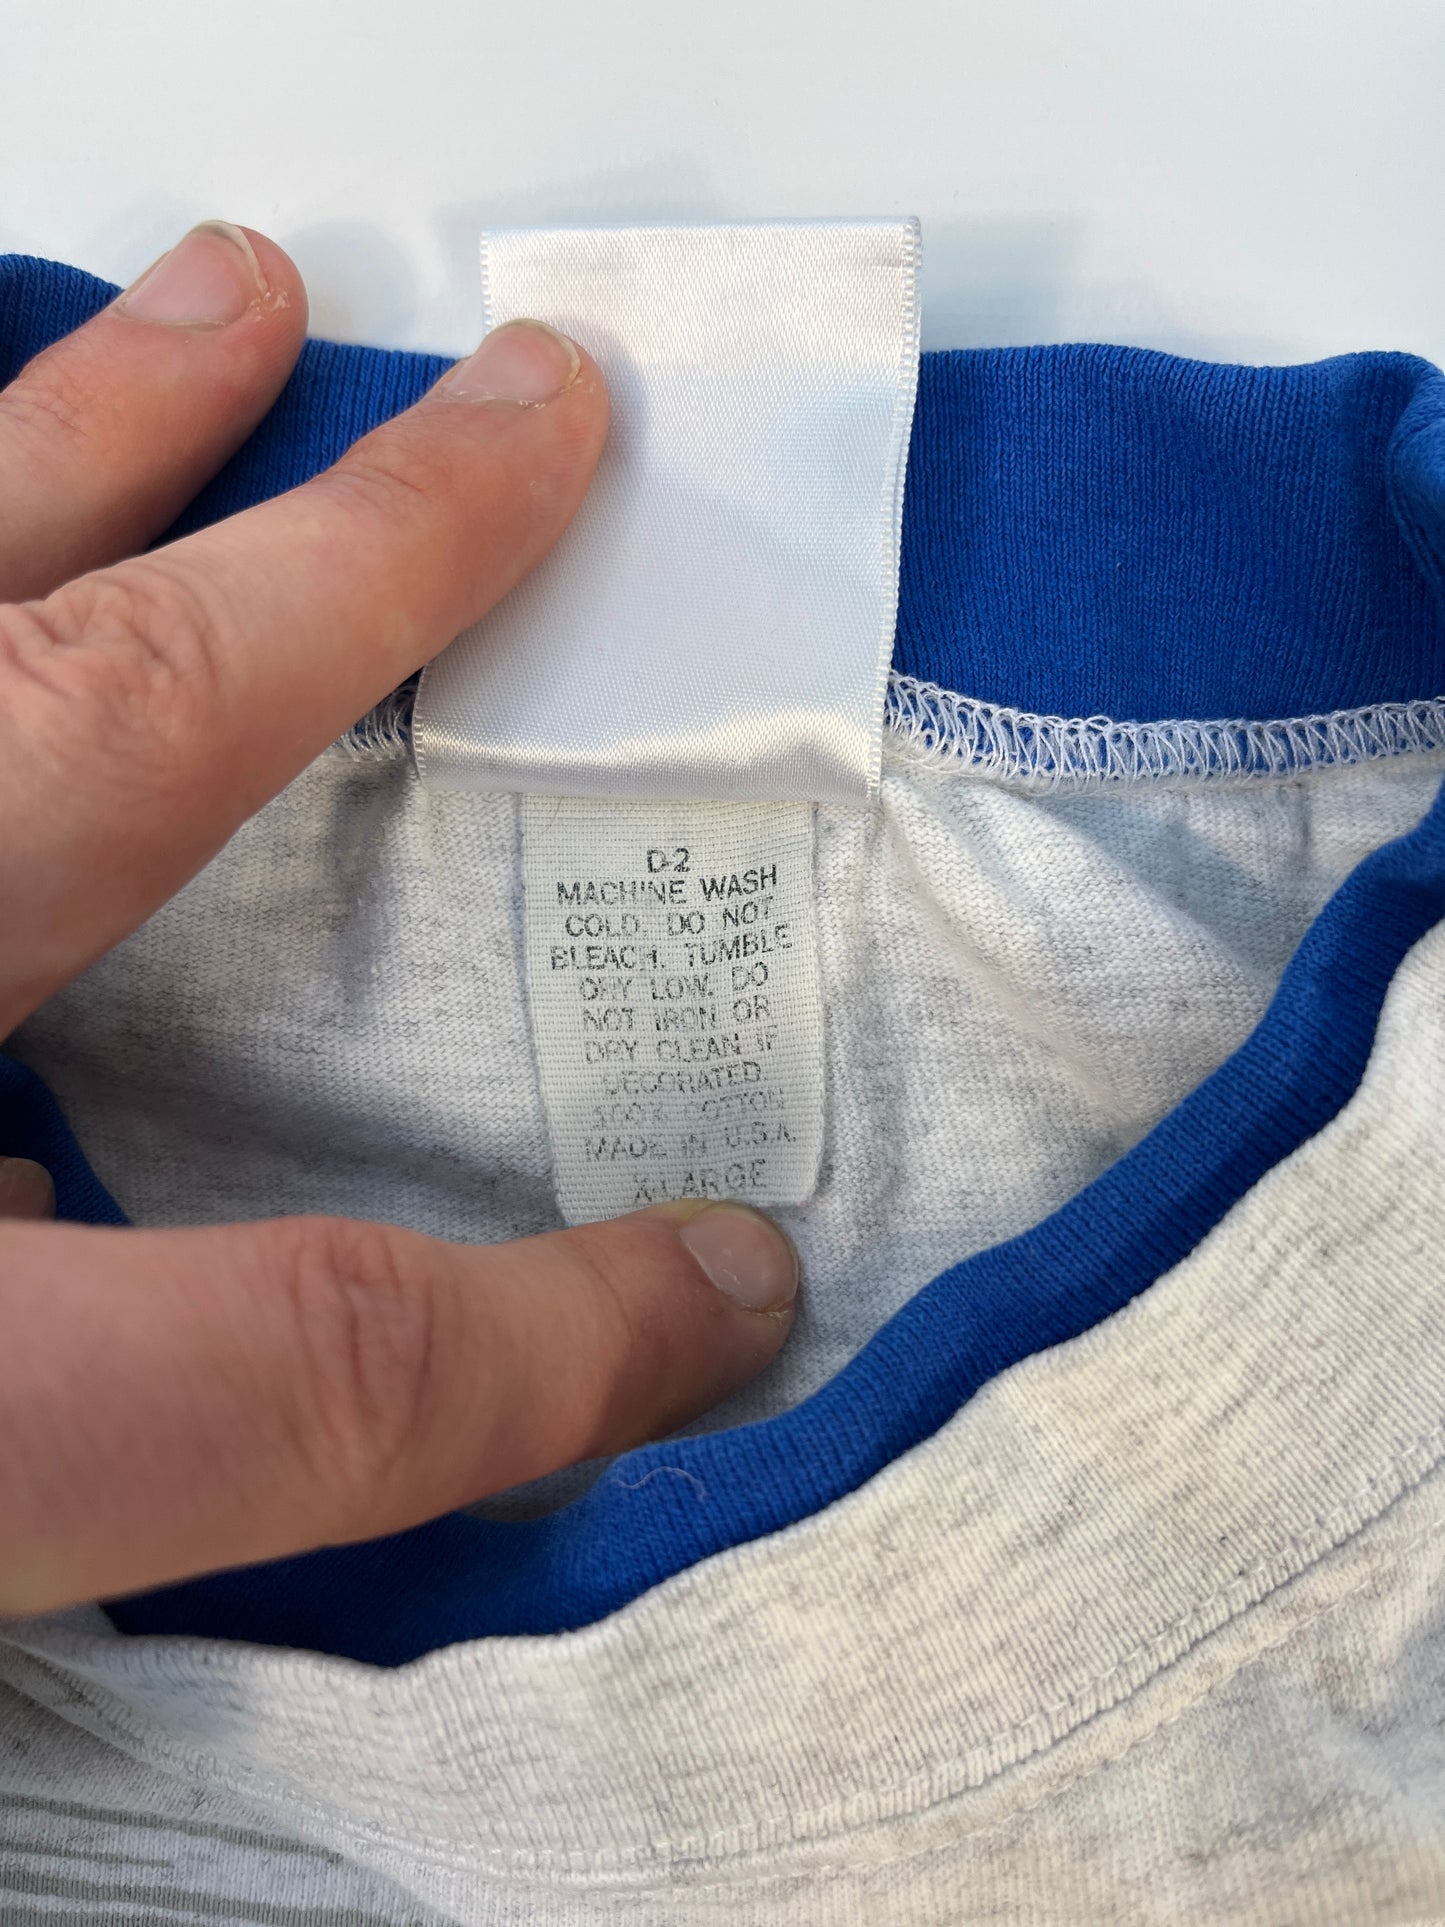 D-2
MACHINE WASH
COLD. DO NOT
BLEACH. TUMBLE
DRY LOW. DO
NOT IRON OR
DRY CLEAN IF
DECORATED.
100% COTTON
MADE IN U.S.A.
X-LARGE